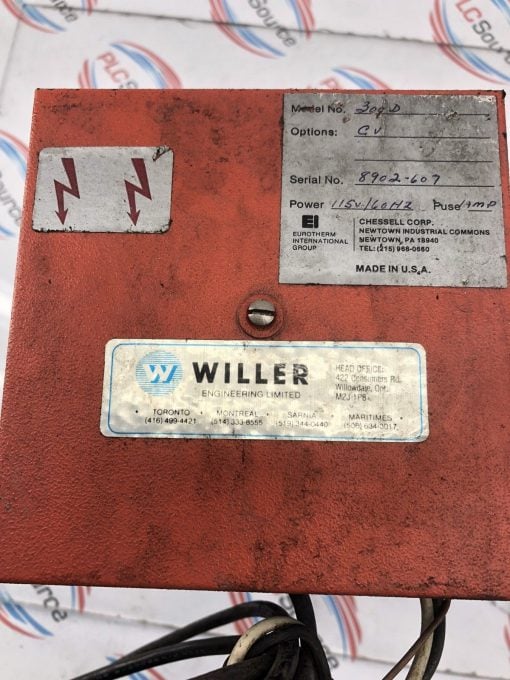 Model No. 300D
Options: CV
Serial No. 8902-607
Power 115v/60HZ Fuse 1AMP
EI
EUROTHERM
INTERNATIONAL
GROUP
CHESSELL CORP.
NEWTOWN INDUSTRIAL COMMONS
NEWTOWN, PA 18940
TEL: (215) 968-0660
MADE IN U.S.A.
W WILLER
ENGINEERING LIMITED
HEAD OFFICE:
422 Consumers Rd.
Willowdale, Ont.
M2J 1P8
• TORONTO • MONTREAL • SARNIA • MARITIMES •
(416) 499-4421 (514) 333-8555 (519) 344-0440 (506) 634-3017
PLCSource